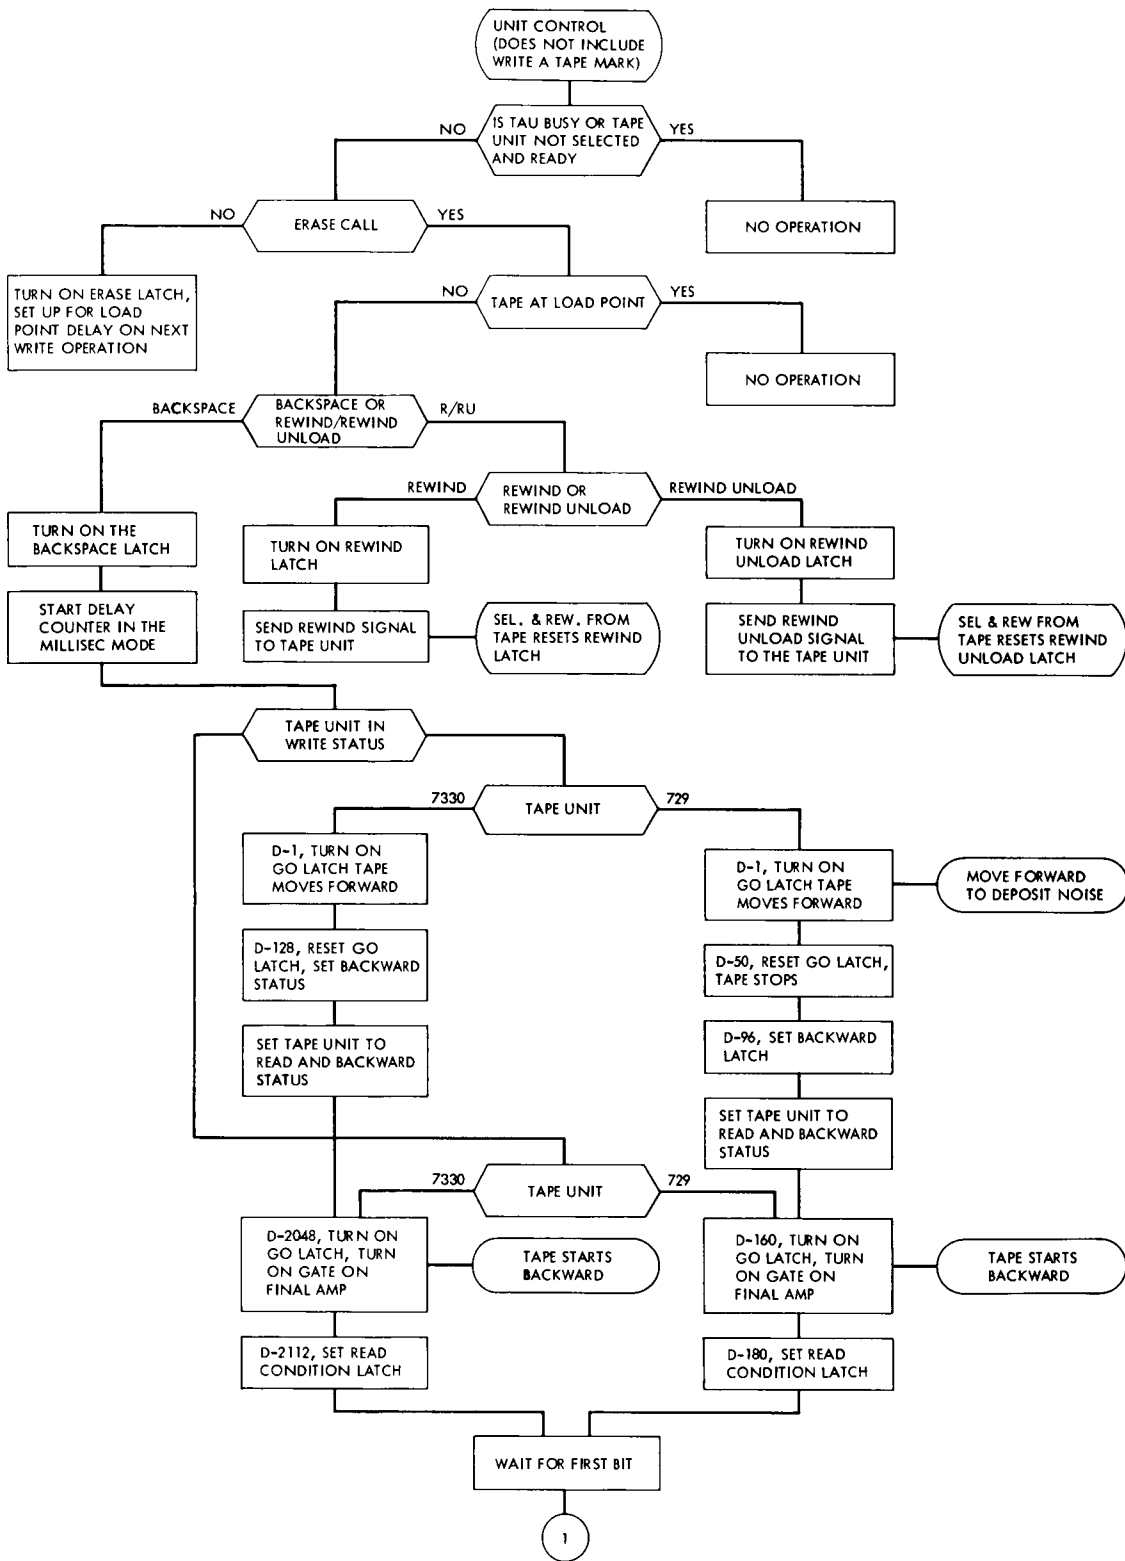 UNIT CONTROL
(DOES NOT INCLUDE
WRITE A TAPE MARK)
NO
IS TAU BUSY OR TAPE
UNIT NOT SELECTED
AND READY
YES
NO
ERASE CALL
YES
NO OPERATION
TURN ON ERASE LATCH,
SET UP FOR LOAD
POINT DELAY ON NEXT
WRITE OPERATION
NO
TAPE AT LOAD POINT
YES
NO OPERATION
BACKSPACE
BACKSPACE OR
REWIND/REWIND
UNLOAD
R/RU
REWIND
REWIND OR
REWIND UNLOAD
REWIND UNLOAD
TURN ON THE
BACKSPACE LATCH
TURN ON REWIND
LATCH
TURN ON REWIND
UNLOAD LATCH
START DELAY
COUNTER IN THE
MILLISEC MODE
SEND REWIND SIGNAL
TO TAPE UNIT
SEL. & REW. FROM
TAPE RESETS REWIND
LATCH
SEND REWIND
UNLOAD SIGNAL
TO THE TAPE UNIT
SEL & REW FROM
TAPE RESETS REWIND
UNLOAD LATCH
TAPE UNIT IN
WRITE STATUS
7330
TAPE UNIT
729
D-1, TURN ON
GO LATCH TAPE
MOVES FORWARD
D-1, TURN ON
GO LATCH TAPE
MOVES FORWARD
MOVE FORWARD
TO DEPOSIT NOISE
D-128, RESET GO
LATCH, SET BACKWARD
STATUS
D-50, RESET GO LATCH,
TAPE STOPS
SET TAPE UNIT TO
READ AND BACKWARD
STATUS
D-96, SET BACKWARD
LATCH
SET TAPE UNIT TO
READ AND BACKWARD
STATUS
7330
TAPE UNIT
729
D-2048, TURN ON
GO LATCH, TURN
ON GATE ON
FINAL AMP
TAPE STARTS
BACKWARD
D-160, TURN ON
GO LATCH, TURN
ON GATE ON
FINAL AMP
TAPE STARTS
BACKWARD
D-2112, SET READ
CONDITION LATCH
D-180, SET READ
CONDITION LATCH
WAIT FOR FIRST BIT
1